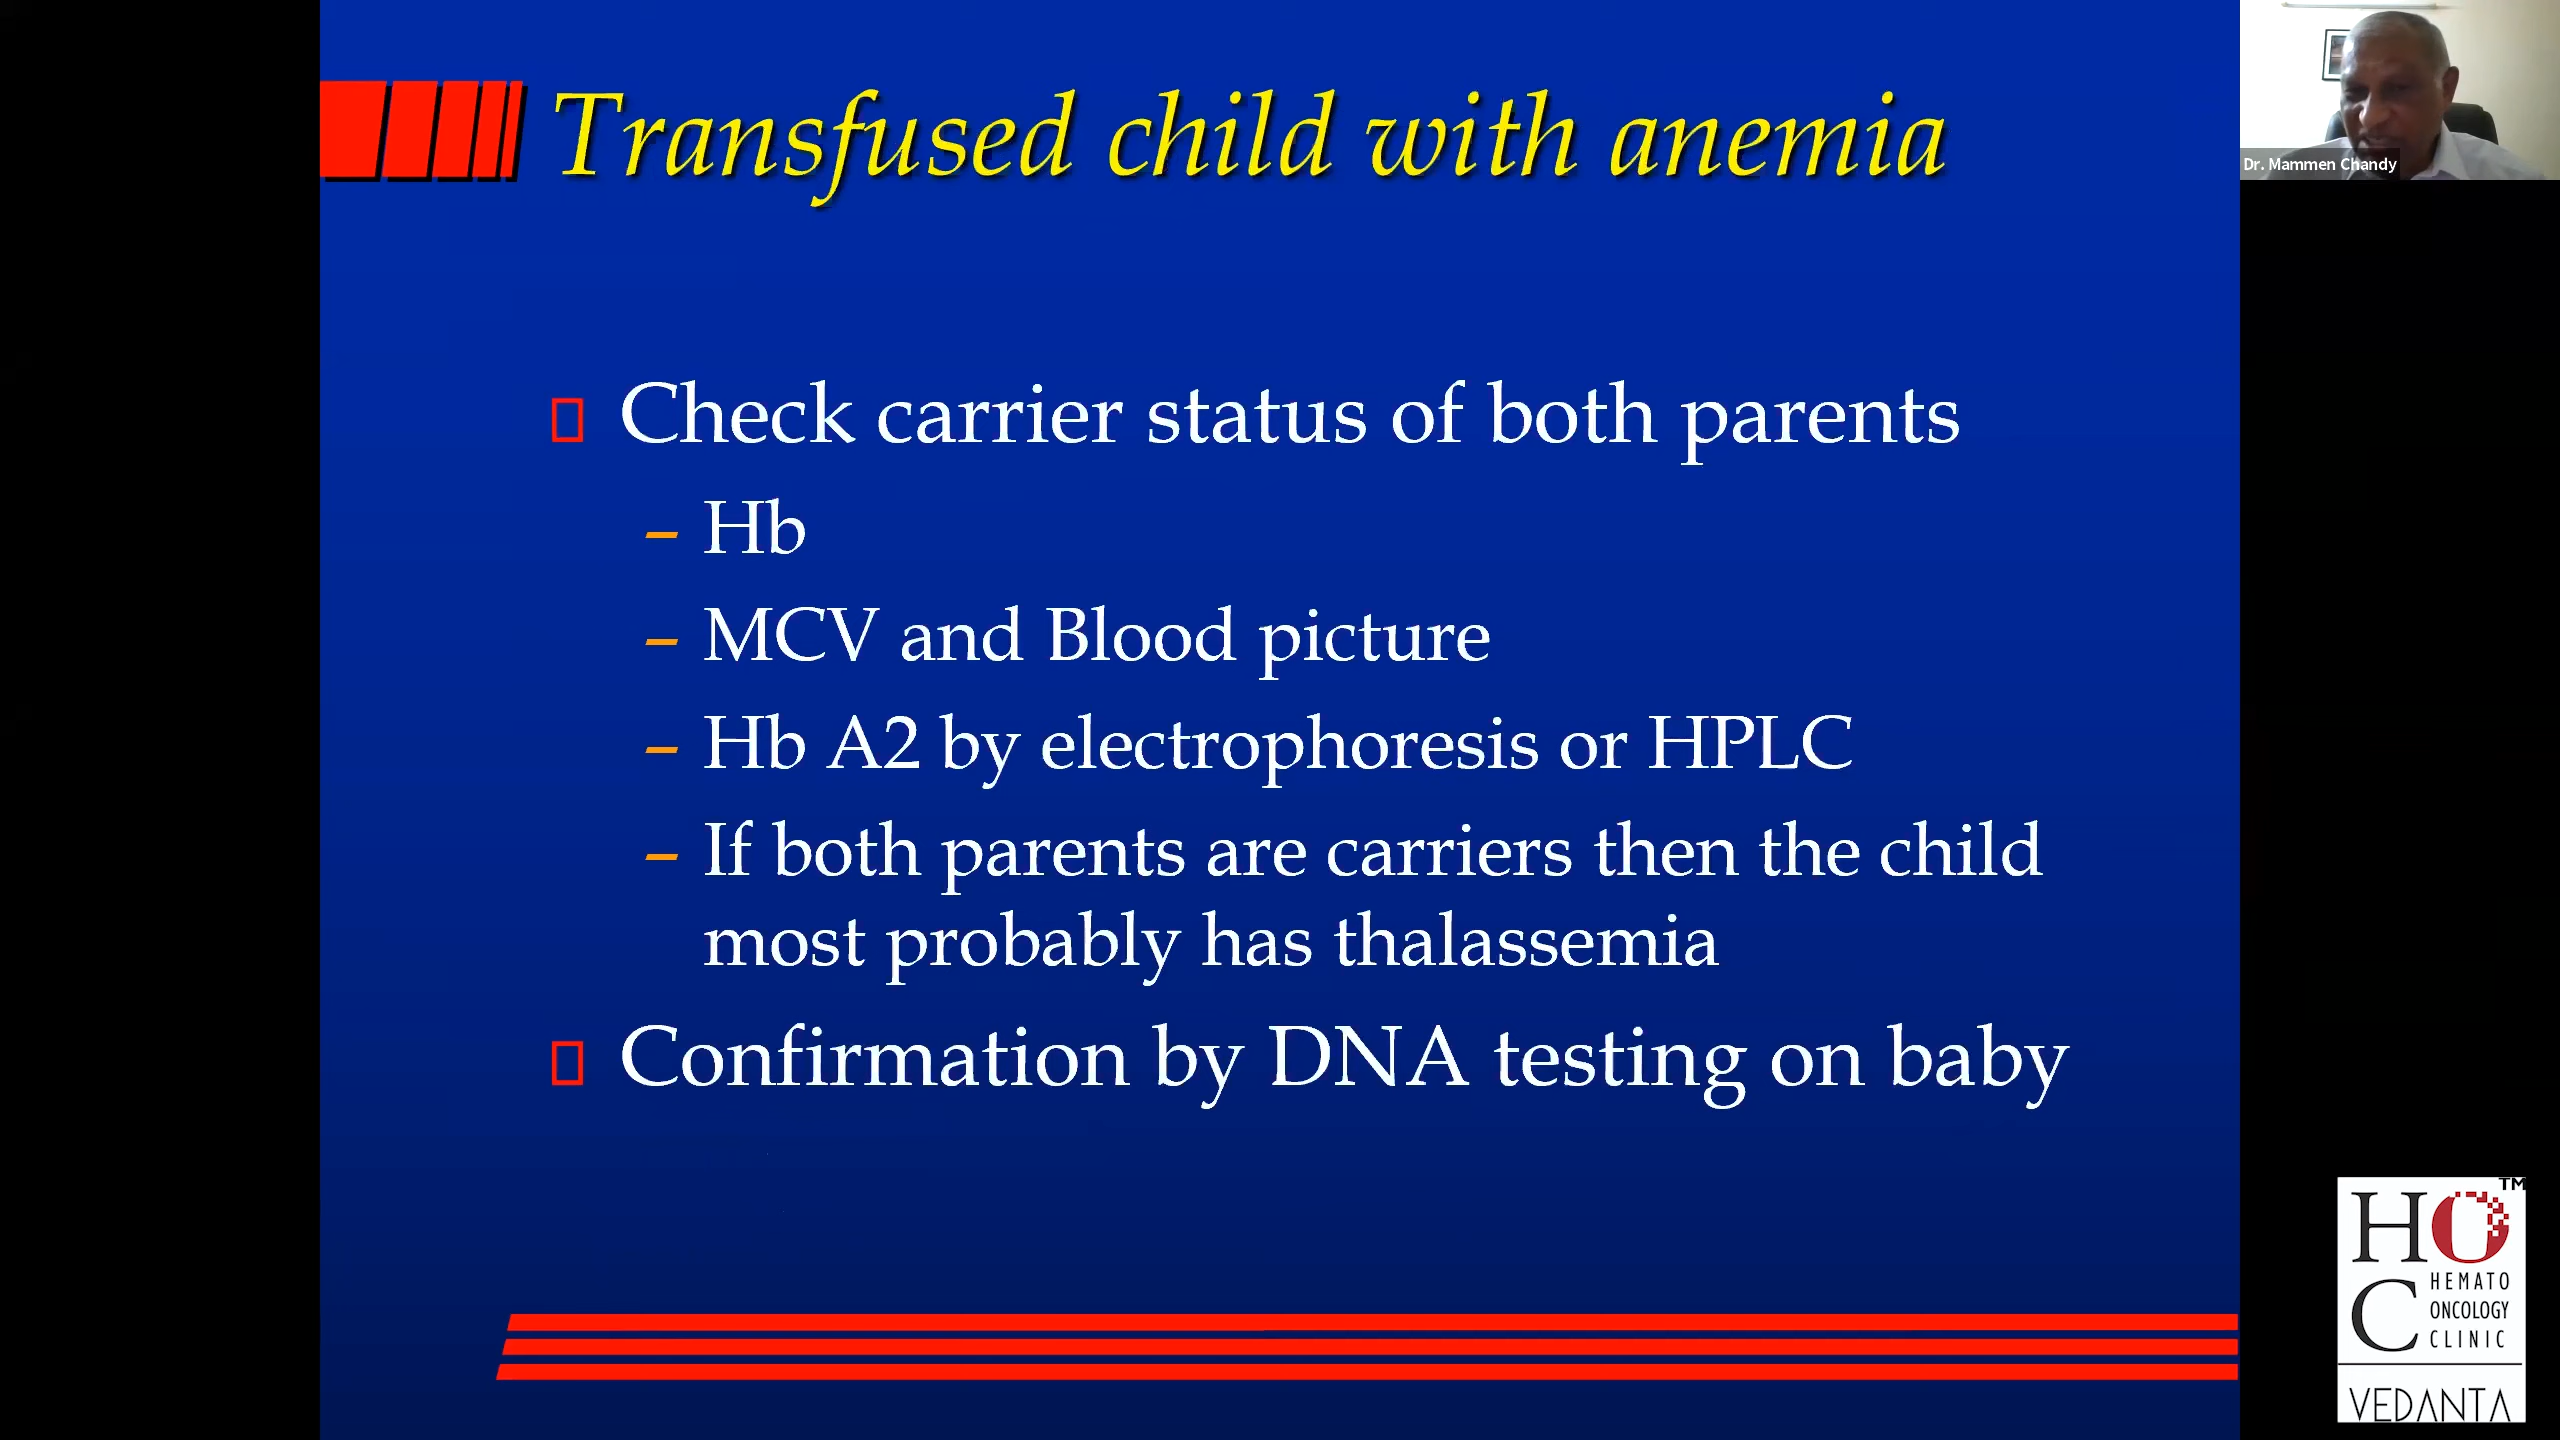 Transfused child with anemia
Dr. Mammen Chandy
Check carrier status of both parents
– Hb
– MCV and Blood picture
– Hb A2 by electrophoresis or HPLC
– If both parents are carriers then the child
most probably has thalassemia
Confirmation by DNA testing on baby
HOC™
HEMATO
ONCOLOGY
CLINIC
VEDANTA